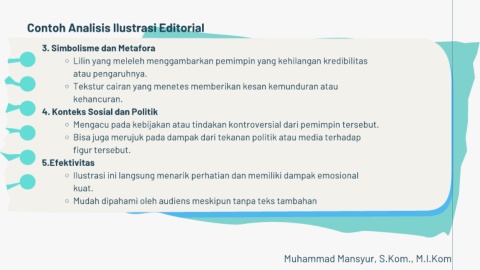 Contoh Analisis Ilustrasi Editorial
3. Simbolisme dan Metafora
Lilin yang meleleh menggambarkan pemimpin yang kehilangan kredibilitas
atau pengaruhnya.
Tekstur cairan yang menetes memberikan kesan kemunduran atau
kehancuran.
4. Konteks Sosial dan Politik
Mengacu pada kebijakan atau tindakan kontroversial dari pemimpin tersebut.
Bisa juga merujuk pada dampak dari tekanan politik atau media terhadap
figur tersebut.
5.Efektivitas
Ilustrasi ini langsung menarik perhatian dan memiliki dampak emosional
kuat.
Mudah dipahami oleh audiens meskipun tanpa teks tambahan
Muhammad Mansyur, S.Kom., M.I.Kom